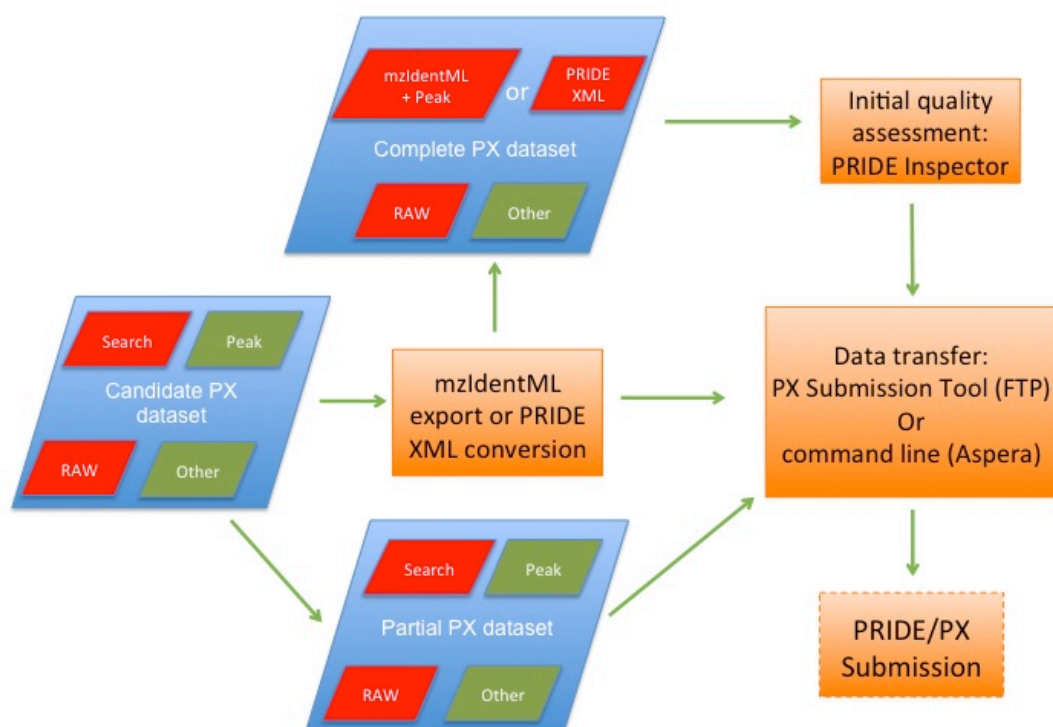 mzIdentML
+ Peak
or
PRIDE
XML
Complete PX dataset
RAW
Other
Initial quality
assessment:
PRIDE Inspector
Search
Peak
Candidate PX
dataset
RAW
Other
mzIdentML
export or PRIDE
XML conversion
Data transfer:
PX Submission Tool (FTP)
Or
command line (Aspera)
Search
Peak
Partial PX dataset
RAW
Other
PRIDE/PX
Submission